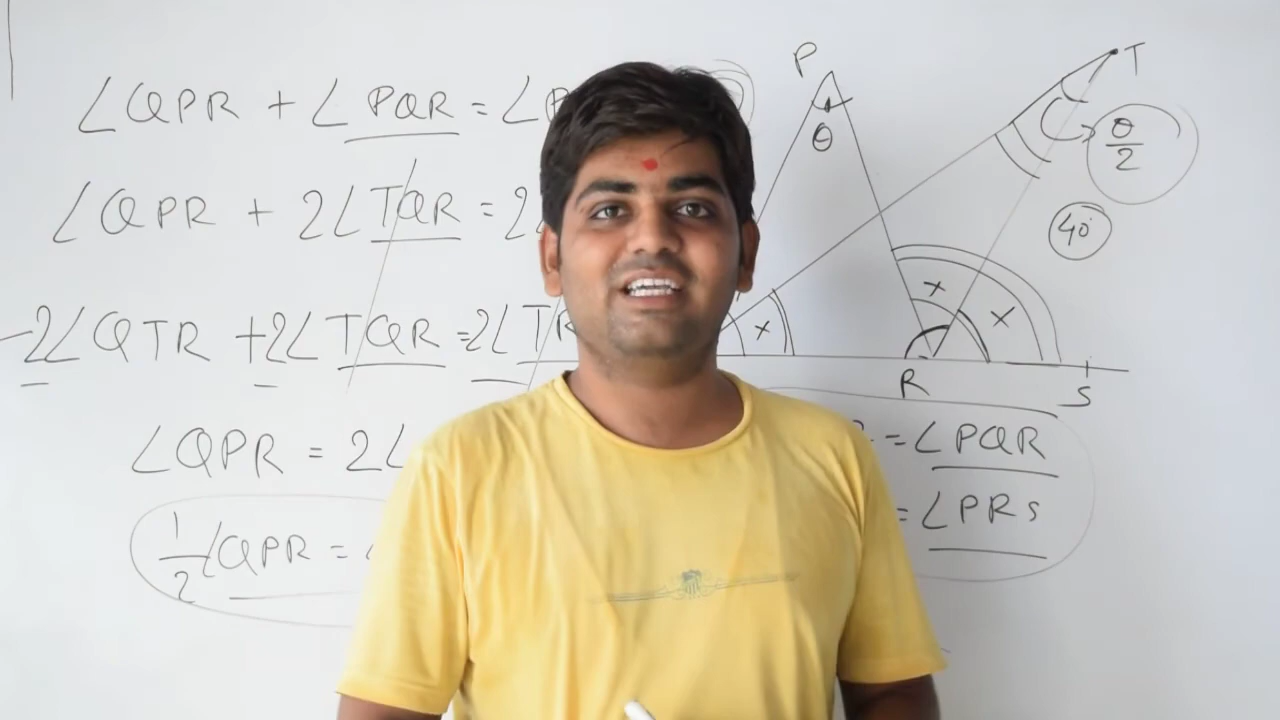 ∠QPR + ∠PQR = ∠P
∠QPR + 2∠TQR = 2
-2∠QTR +2∠TQR =2∠TR
∠QPR = 2∠
1/2 ∠QPR =
P
θ
T
θ/2
40°
x
x
x
R
S
= ∠PQR
= ∠PRS